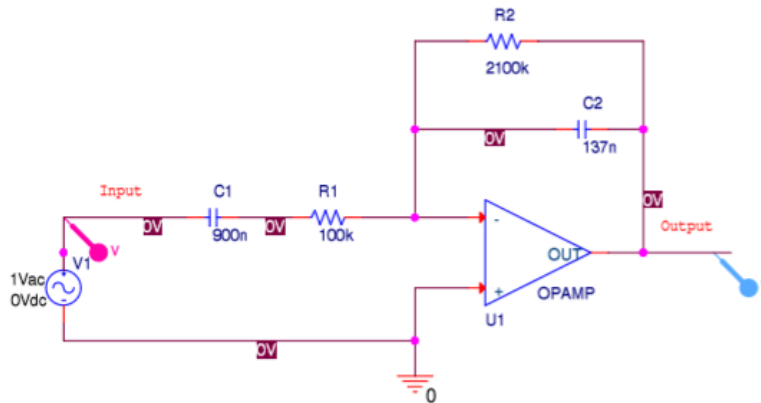 R2
2100k
C2
0V
137n
Input
C1
R1
0V
0V
900n
100k
V
V1
1Vac
0Vdc
-
-
+
OUT
OPAMP
U1
0V
Output
0V
0